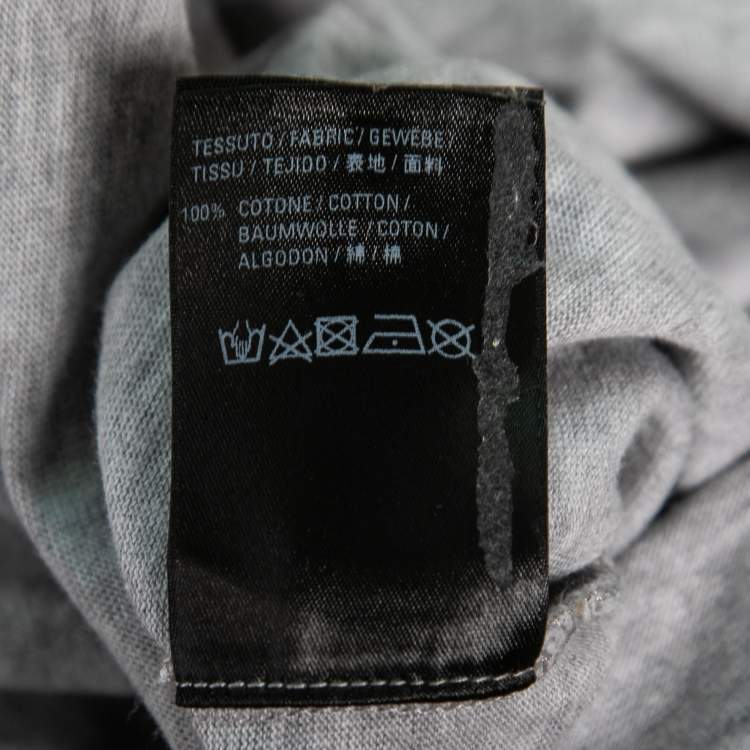 TESSUTO / FABRIC / GEWEBE /
TISSU / TEJIDO / 表地 / 面料
100% COTONE / COTTON /
BAUMWOLLE / COTON /
ALGODON / 綿 / 棉